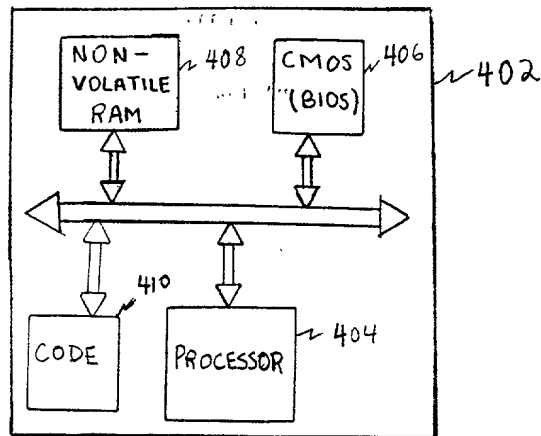 NON-
VOLATILE
RAM
408
CMOS
(BIOS)
406
402
CODE
410
PROCESSOR
404